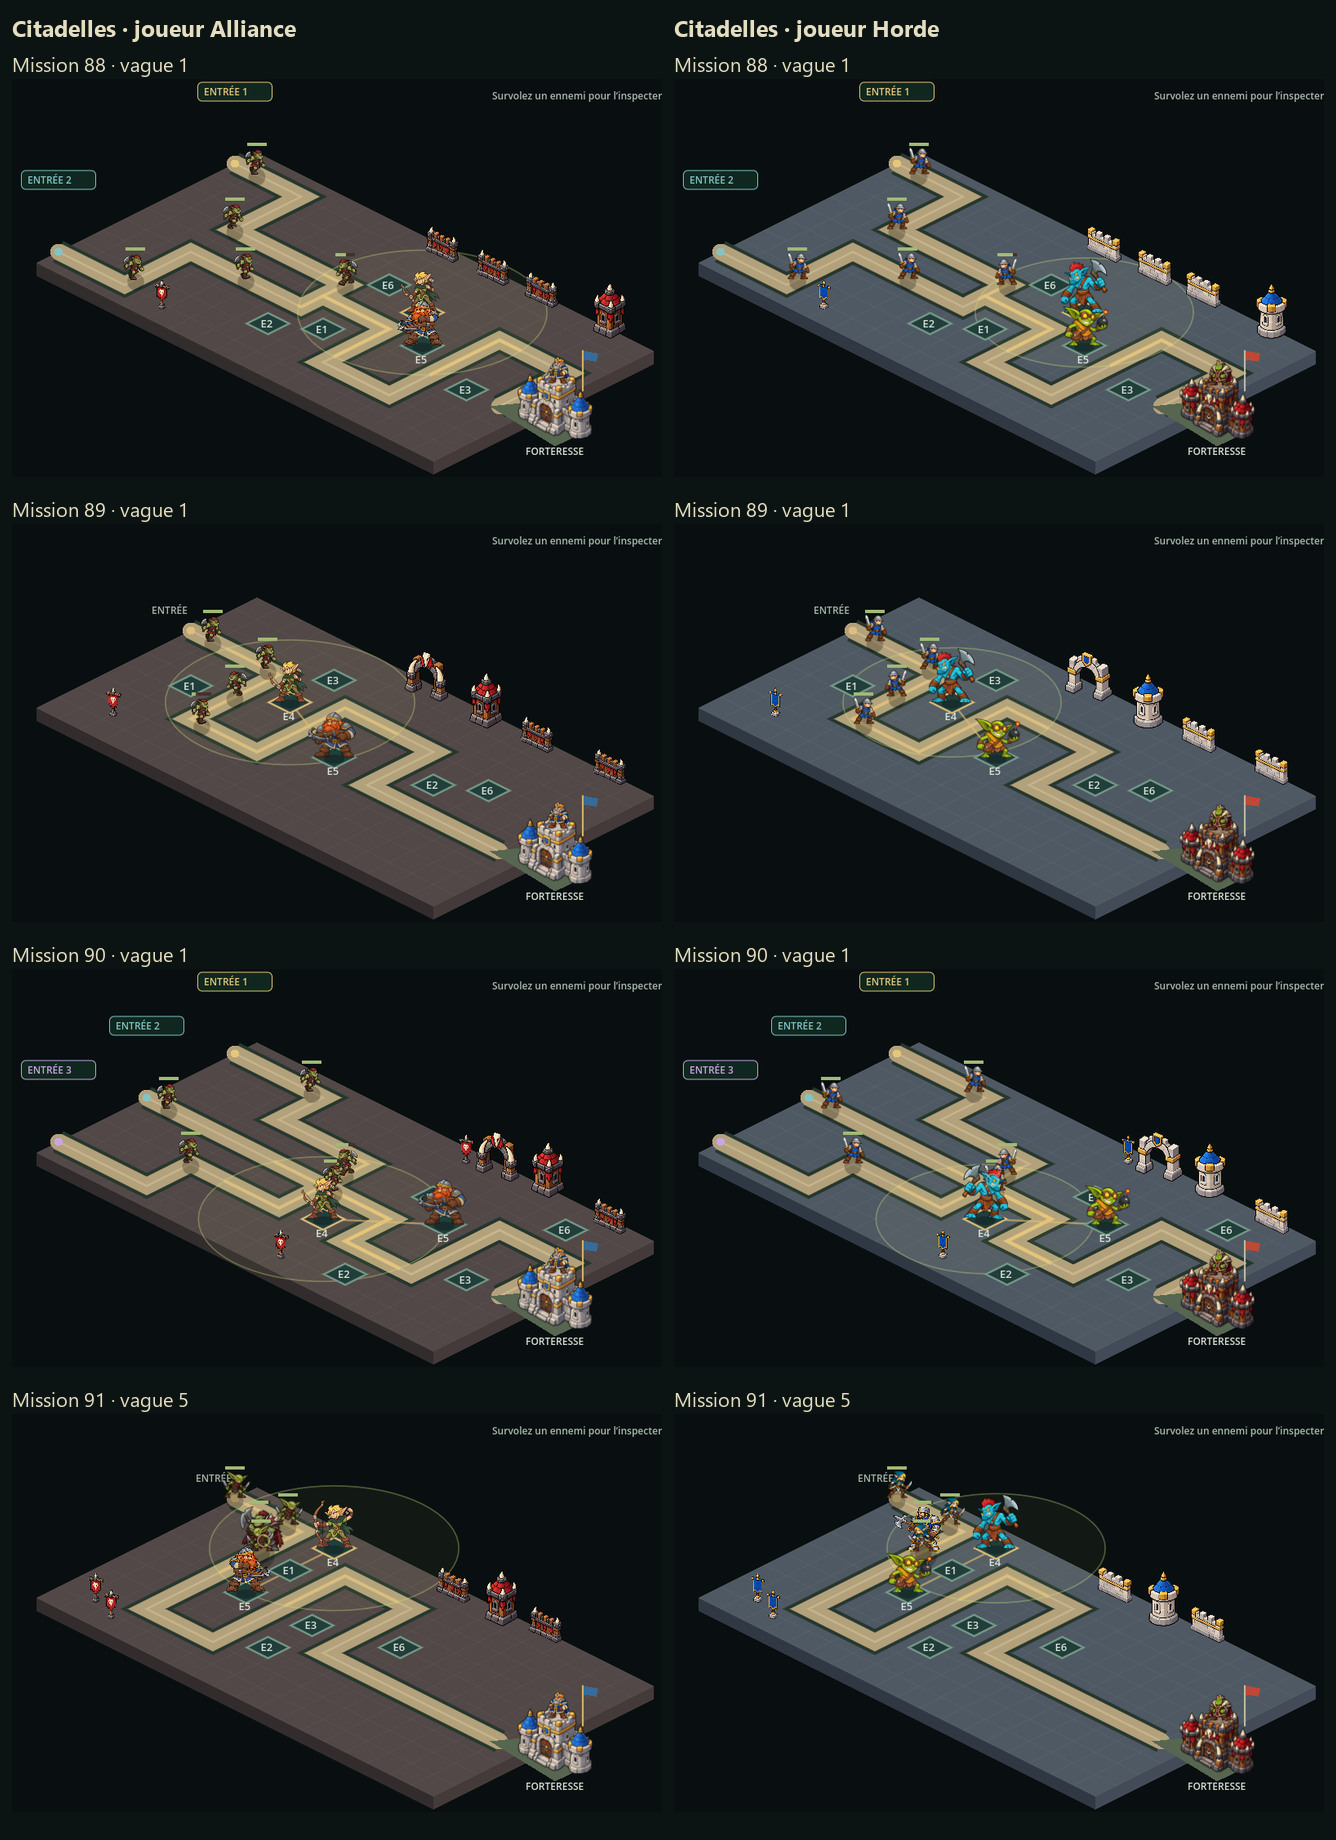 Citadelles · joueur Alliance
Mission 88 · vague 1
ENTRÉE 1
Survolez un ennemi pour l'inspecter
ENTRÉE 2
E6
E2
E1
E5
E3
FORTERESSE
Citadelles · joueur Horde
Mission 88 · vague 1
ENTRÉE 1
Survolez un ennemi pour l'inspecter
ENTRÉE 2
E6
E2
E1
E5
E3
FORTERESSE
Mission 89 · vague 1
Survolez un ennemi pour l'inspecter
ENTRÉE
E1
E3
E4
E5
E2
E6
FORTERESSE
Mission 89 · vague 1
Survolez un ennemi pour l'inspecter
ENTRÉE
E1
E3
E4
E5
E2
E6
FORTERESSE
Mission 90 · vague 1
ENTRÉE 1
Survolez un ennemi pour l'inspecter
ENTRÉE 2
ENTRÉE 3
E4
E5
E6
E2
E3
FORTERESSE
Mission 90 · vague 1
ENTRÉE 1
Survolez un ennemi pour l'inspecter
ENTRÉE 2
ENTRÉE 3
E4
E5
E6
E2
E3
FORTERESSE
Mission 91 · vague 5
Survolez un ennemi pour l'inspecter
ENTRÉE
E4
E1
E5
E3
E2
E6
FORTERESSE
Mission 91 · vague 5
Survolez un ennemi pour l'inspecter
ENTRÉE
E4
E1
E5
E3
E2
E6
FORTERESSE